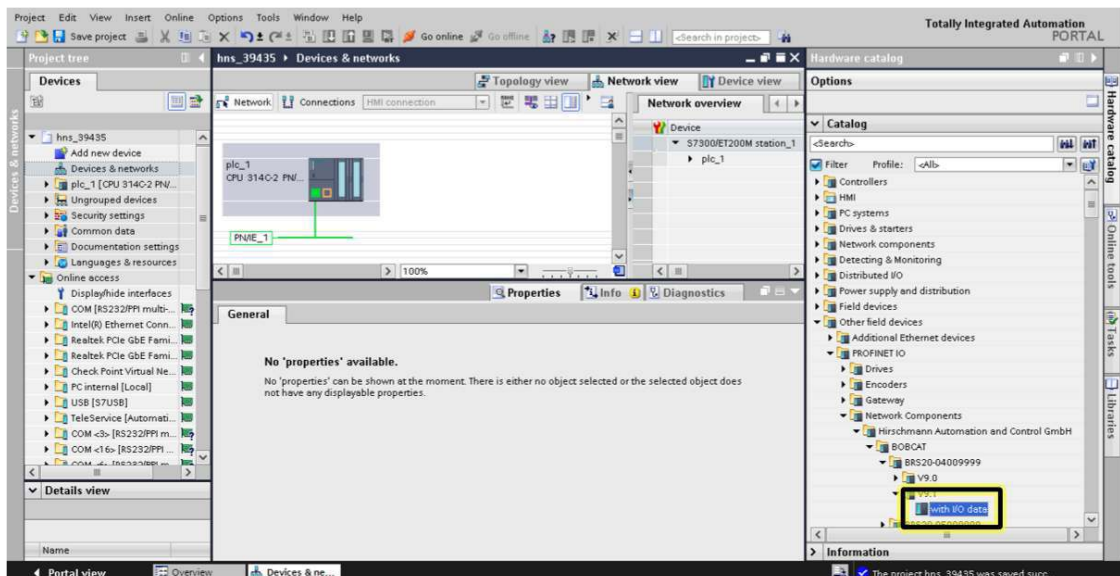 Project Edit View Insert Online Options Tools Window Help
Totally Integrated Automation
PORTAL
Save project
Go online
Go offline
<Search in project>
Project tree
hns_39435 ▸ Devices & networks
Hardware catalog
Devices
Topology view
Network view
Device view
Options
Network
Connections
HMI connection
Network overview
Device
S7300/ET200M station_1
plc_1
plc_1
CPU 314C-2 PN/...
PN/IE_1
100%
Devices & networks
hns_39435
Add new device
Devices & networks
plc_1 [CPU 314C-2 PN/...
Ungrouped devices
Security settings
Common data
Documentation settings
Languages & resources
Online access
Display/hide interfaces
COM [RS232/PPI multi-...
Intel(R) Ethernet Conn...
Realtek PCIe GbE Fami...
Realtek PCIe GbE Fami...
Check Point Virtual Ne...
PC internal [Local]
USB [S7USB]
TeleService [Automati...
COM <3> [RS232/PPI m...
COM <16> [RS232/PPI ...
Details view
Name
Properties
Info
Diagnostics
General
No 'properties' available.
No 'properties' can be shown at the moment. There is either no object selected or the selected object does
not have any displayable properties.
Catalog
<Search>
Filter
Profile:
<All>
Controllers
HMI
PC systems
Drives & starters
Network components
Detecting & Monitoring
Distributed I/O
Power supply and distribution
Field devices
Other field devices
Additional Ethernet devices
PROFINET IO
Drives
Encoders
Gateway
Network Components
Hirschmann Automation and Control GmbH
BOBCAT
BRS20-04009999
V9.0
V9.1
with I/O data
Information
Hardware catalog
Online tools
Tasks
Libraries
Portal view
Overview
Devices & ne...
The project hns_39435 was saved succ...